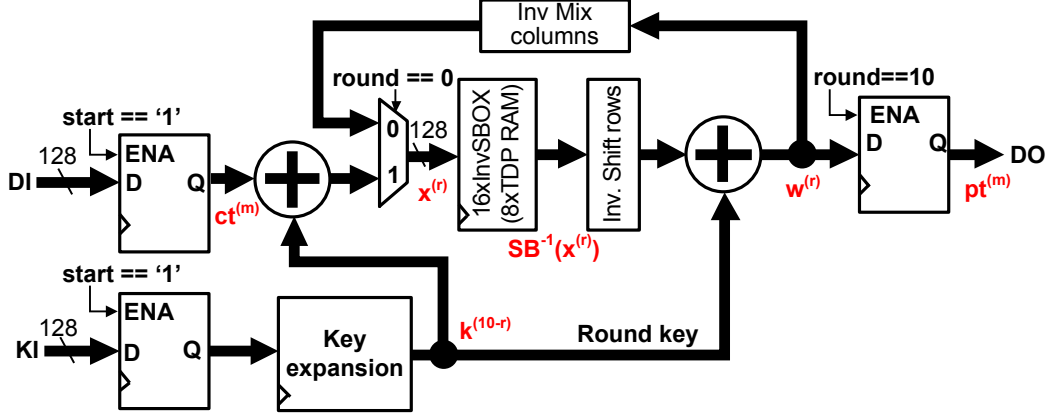 Inv Mix
columns
round == 0
round==10
start == ‘1’
0
128
ENA
128
ENA
D
Q
DI
D
Q
1
DO
16xInvSBOX
(8xTDP RAM)
Inv. Shift rows
ct(m)
x(r)
w(r)
pt(m)
SB-1(x(r))
start == ‘1’
ENA
128
k(10-r)
Round key
KI
D
Q
Key
expansion